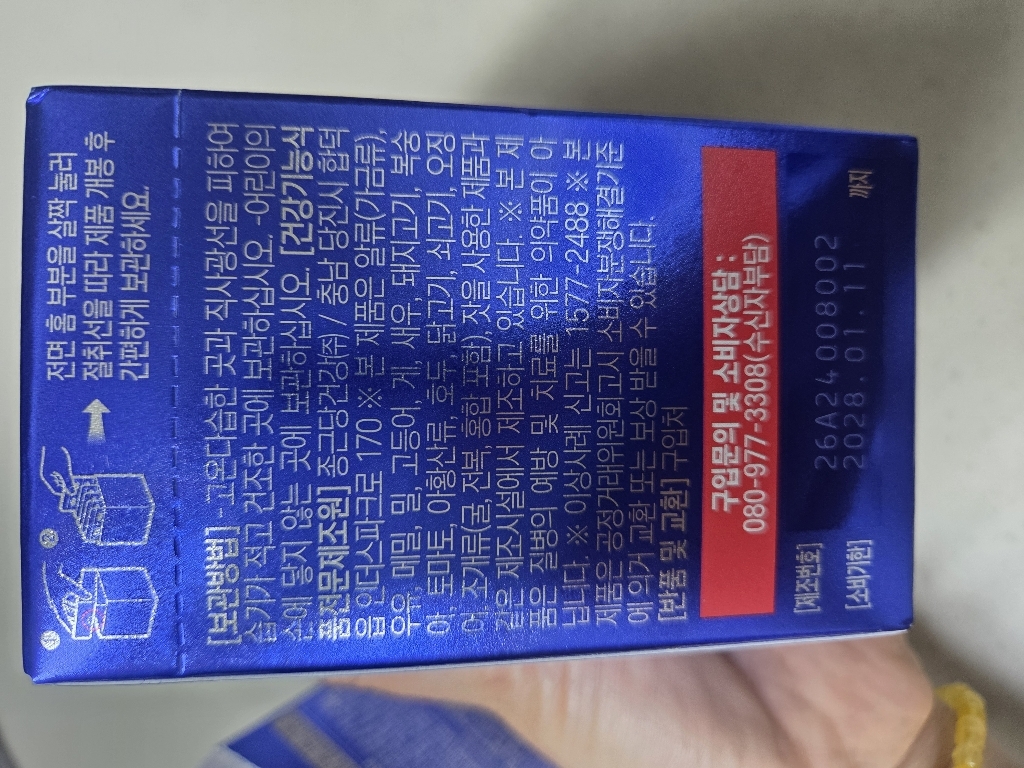 전면 홈 부분을 살짝 눌러
절취선을 따라 제품 개봉 후
간편하게 보관하세요.
[보관방법] -고온다습한 곳과 직사광선을 피하여
습기가 적고 건조한 곳에 보관하십시오. -어린이의
손에 닿지 않는 곳에 보관하십시오. [건강기능식
품전문제조원] 종근당건강(주) / 충남 당진시 합덕
읍 인더스파크로 170 ※ 본 제품은 알류(가금류),
우유, 메밀, 밀, 고등어, 게, 새우, 돼지고기, 복숭
아, 토마토, 아황산류, 호두, 닭고기, 쇠고기, 오징
어, 조개류(굴, 전복, 홍합 포함), 잣을 사용한 제품과
같은 제조시설에서 제조하고 있습니다. ※ 본 제
품은 질병의 예방 및 치료를 위한 의약품이 아
닙니다. ※ 이상사례 신고는 1577-2488 ※ 본
제품은 공정거래위원회고시 소비자분쟁해결기준
에 의거 교환 또는 보상 받을 수 있습니다.
[반품 및 교환] 구입처
구입문의 및 소비자상담 :
080-977-3308(수신자부담)
[제조번호] 26A24008002
[소비기한] 2028.01.11 까지